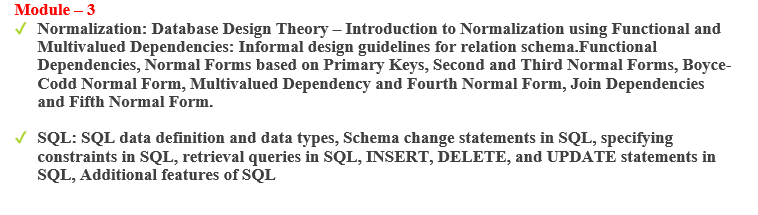 Module – 3
✓ Normalization: Database Design Theory – Introduction to Normalization using Functional and
Multivalued Dependencies: Informal design guidelines for relation schema.Functional
Dependencies, Normal Forms based on Primary Keys, Second and Third Normal Forms, Boyce-
Codd Normal Form, Multivalued Dependency and Fourth Normal Form, Join Dependencies
and Fifth Normal Form.
✓ SQL: SQL data definition and data types, Schema change statements in SQL, specifying
constraints in SQL, retrieval queries in SQL, INSERT, DELETE, and UPDATE statements in
SQL, Additional features of SQL